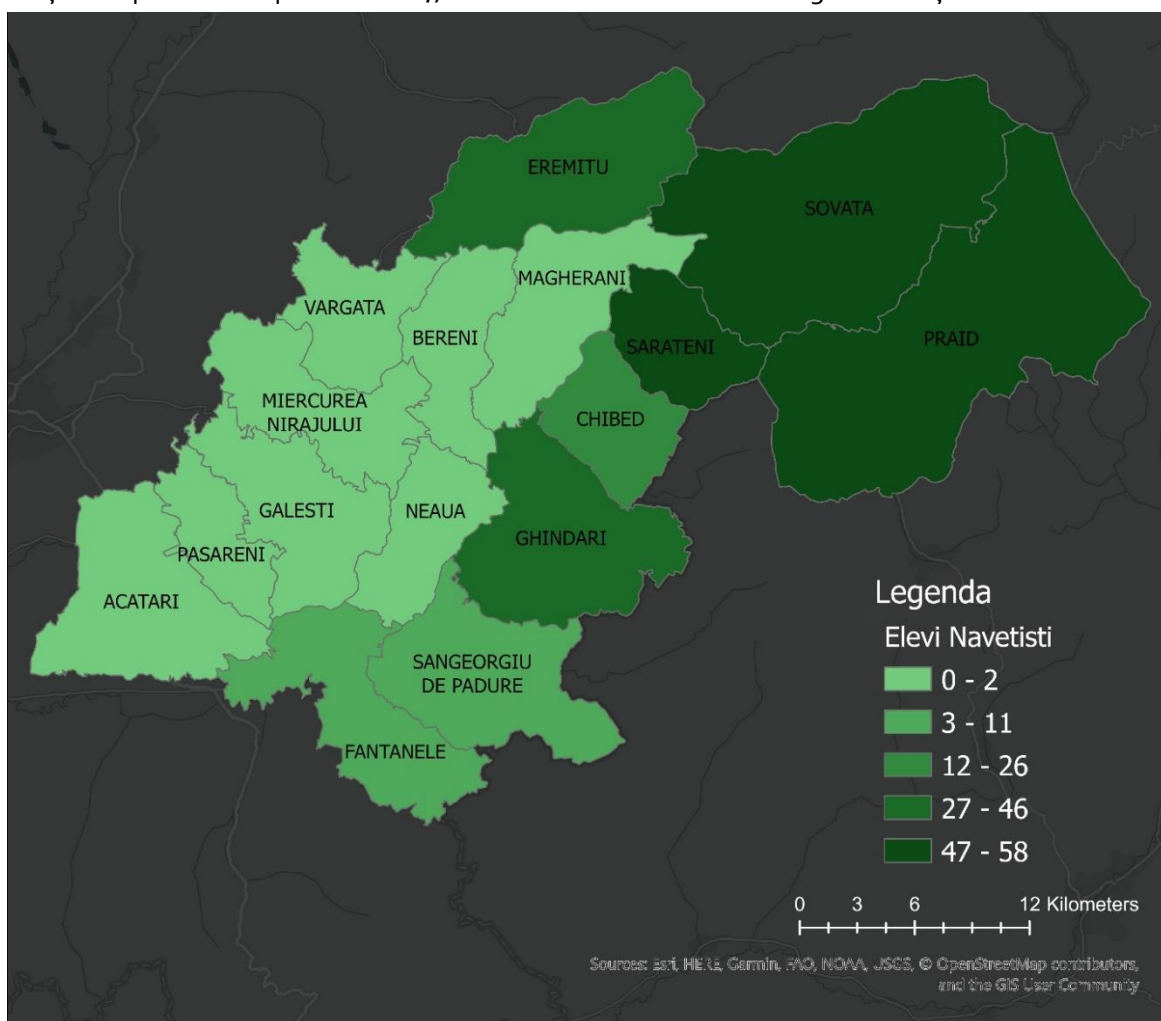 EREMITU
SOVATA
MAGHERANI
VARGATA
BERENI
SARATENI
PRAID
MIERCUREA
NIRAJULUI
CHIBED
GALESTI
NEAUA
GHINDARI
PASARENI
ACATARI
SANGEORGIU
DE PADURE
FANTANELE
Legenda
Elevi Navetisti
0 - 2
3 - 11
12 - 26
27 - 46
47 - 58
0 3 6 12 Kilometers
Sources: Esri, HERE, Garmin, FAO, NOAA, USGS, © OpenStreetMap contributors,
and the GIS User Community